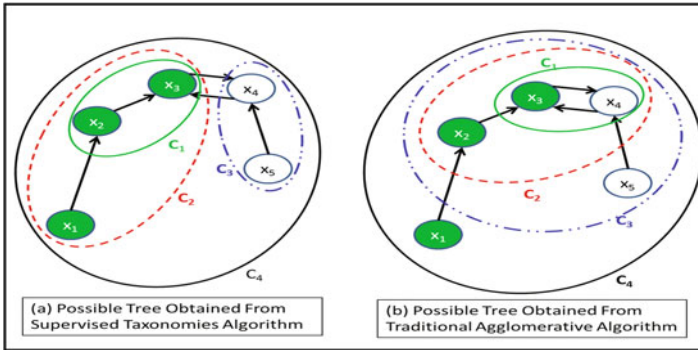 x₃
x₄
x₂
C₁
C₃
x₅
C₂
x₁
C₄
(a) Possible Tree Obtained From
Supervised Taxonomies Algorithm
C₁
x₃
x₄
x₂
C₂
x₅
C₃
x₁
C₄
(b) Possible Tree Obtained From
Traditional Agglomerative Algorithm